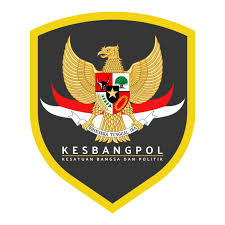 BHINNEKA TUNGGAL IKA
KESBANGPOL
KESATUAN BANGSA DAN POLITIK